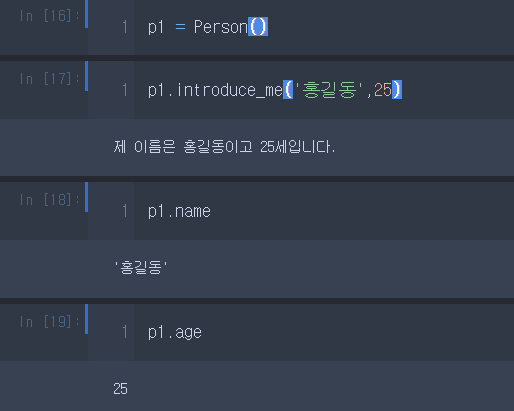 In [16]: 1 p1 = Person()
In [17]: 1 p1.introduce_me('홍길동',25)
제 이름은 홍길동이고 25세입니다.
In [18]: 1 p1.name
'홍길동'
In [19]: 1 p1.age
25